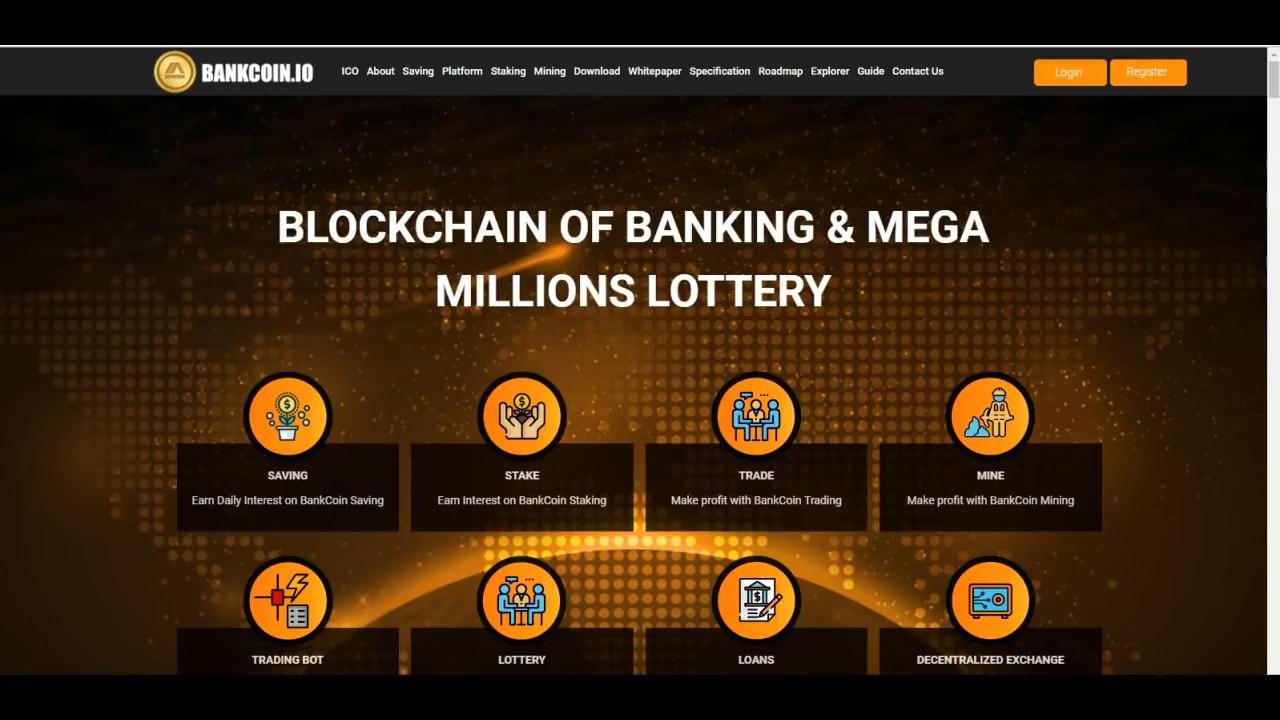 BANKCOIN.IO
ICO About Saving Platform Staking Mining Download Whitepaper Specification Roadmap Explorer Guide Contact Us
Login Register
BLOCKCHAIN OF BANKING & MEGA
MILLIONS LOTTERY
SAVING
Earn Daily Interest on BankCoin Saving
STAKE
Earn Interest on BankCoin Staking
TRADE
Make profit with BankCoin Trading
MINE
Make profit with BankCoin Mining
TRADING BOT
LOTTERY
LOANS
DECENTRALIZED EXCHANGE